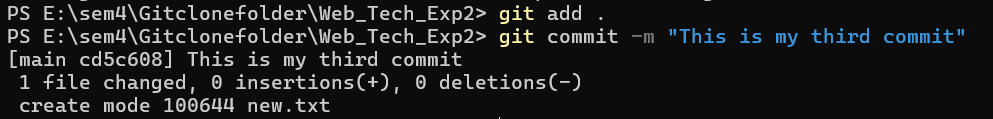 PS E:\sem4\Gitclonefolder\Web_Tech_Exp2> git add .
PS E:\sem4\Gitclonefolder\Web_Tech_Exp2> git commit -m "This is my third commit"
[main cd5c608] This is my third commit
 1 file changed, 0 insertions(+), 0 deletions(-)
 create mode 100644 new.txt